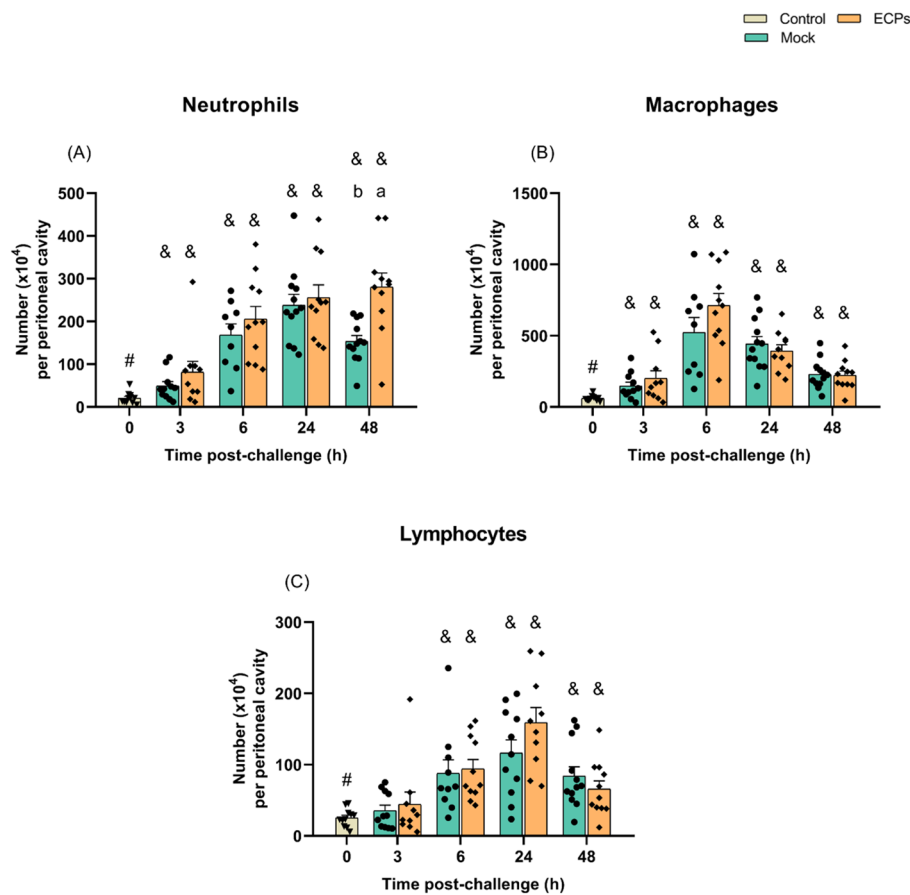 Control ECPs
Mock
Neutrophils
Macrophages
(A)
(B)
& &
& & & & & & b a
#
500
400
300
200
100
0
Number (x10⁴)
per peritoneal cavity
0 3 6 24 48
Time post-challenge (h)
& & & & & & & &
#
1500
1000
500
0
Number (x10⁴)
per peritoneal cavity
0 3 6 24 48
Time post-challenge (h)
Lymphocytes
(C)
& & & & & &
#
300
200
100
0
Number (x10⁴)
per peritoneal cavity
0 3 6 24 48
Time post-challenge (h)